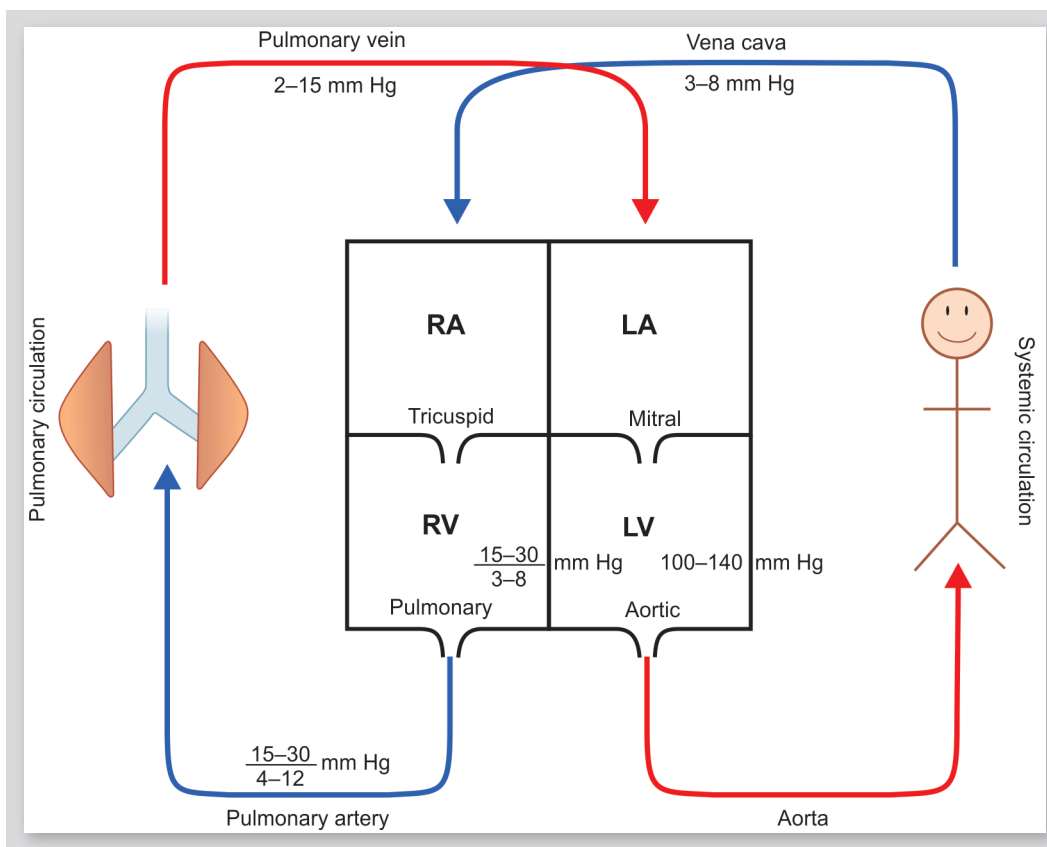 Pulmonary vein
2–15 mm Hg
Vena cava
3–8 mm Hg
Pulmonary circulation
Systemic circulation
RA
LA
Tricuspid
Mitral
RV
LV
15–30
3–8
mm Hg
100–140 mm Hg
Pulmonary
Aortic
15–30
4–12
mm Hg
Pulmonary artery
Aorta